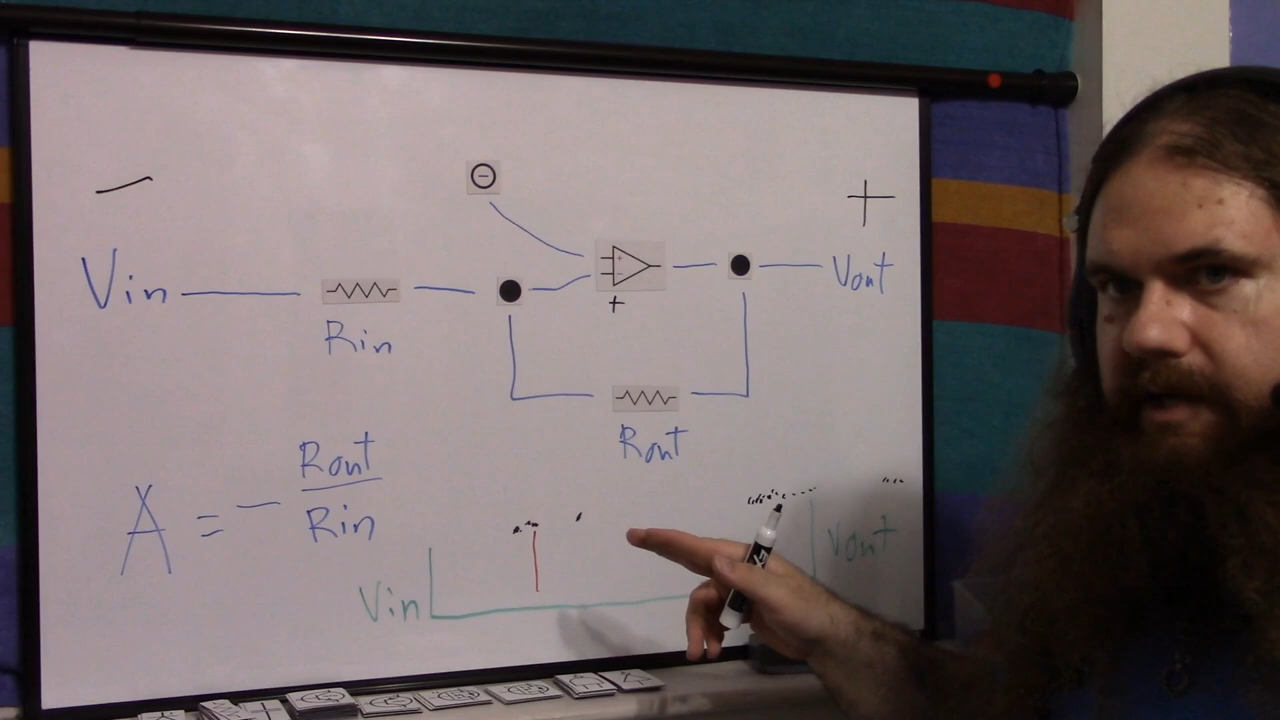 −
⊖
+
Vin
+
−
Vout
+
Rin
Rout
A = − Rout
Rin
Vin
Vout